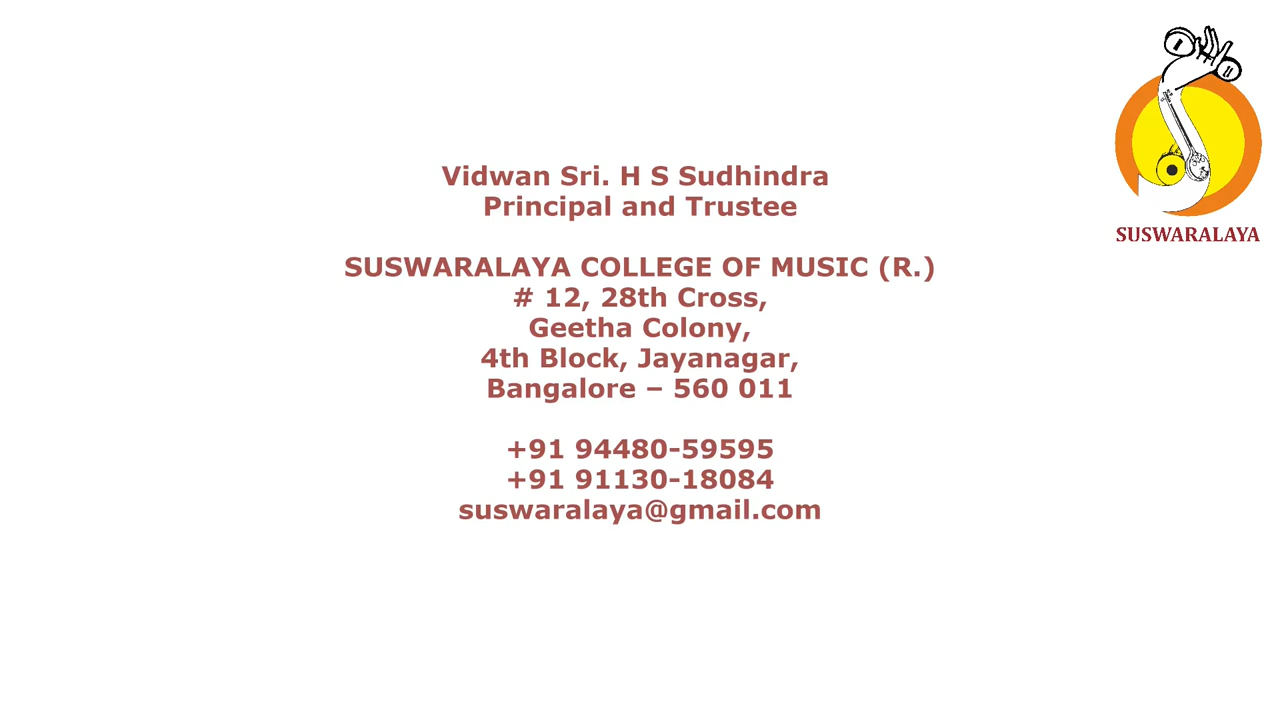 Vidwan Sri. H S Sudhindra
Principal and Trustee
SUSWARALAYA COLLEGE OF MUSIC (R.)
# 12, 28th Cross,
Geetha Colony,
4th Block, Jayanagar,
Bangalore – 560 011
+91 94480-59595
+91 91130-18084
suswaralaya@gmail.com
SUSWARALAYA